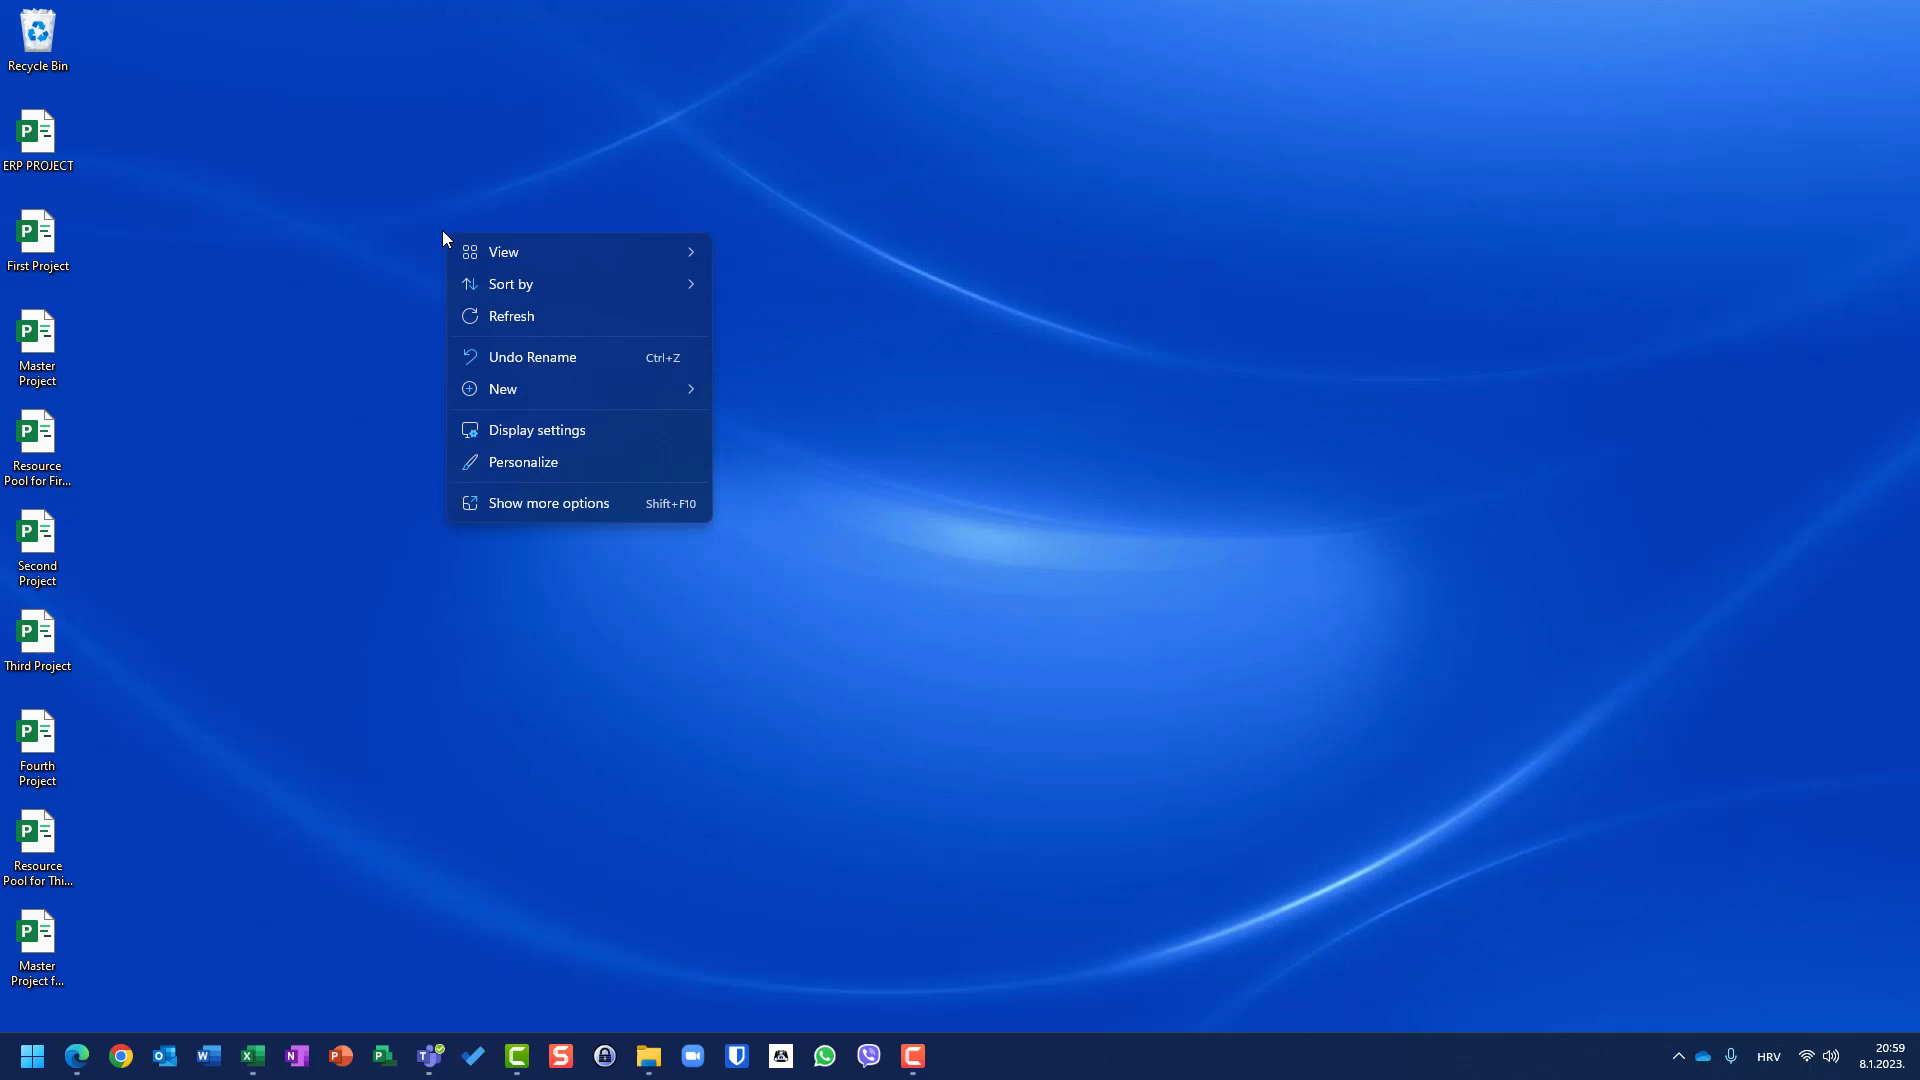 Recycle Bin
ERP PROJECT
First Project
Master
Project
Resource
Pool for Fir...
Second
Project
Third Project
Fourth
Project
Resource
Pool for Thi...
Master
Project f...
View
Sort by
Refresh
Undo Rename Ctrl+Z
New
Display settings
Personalize
Show more options Shift+F10
HRV
20:59
8.1.2023.